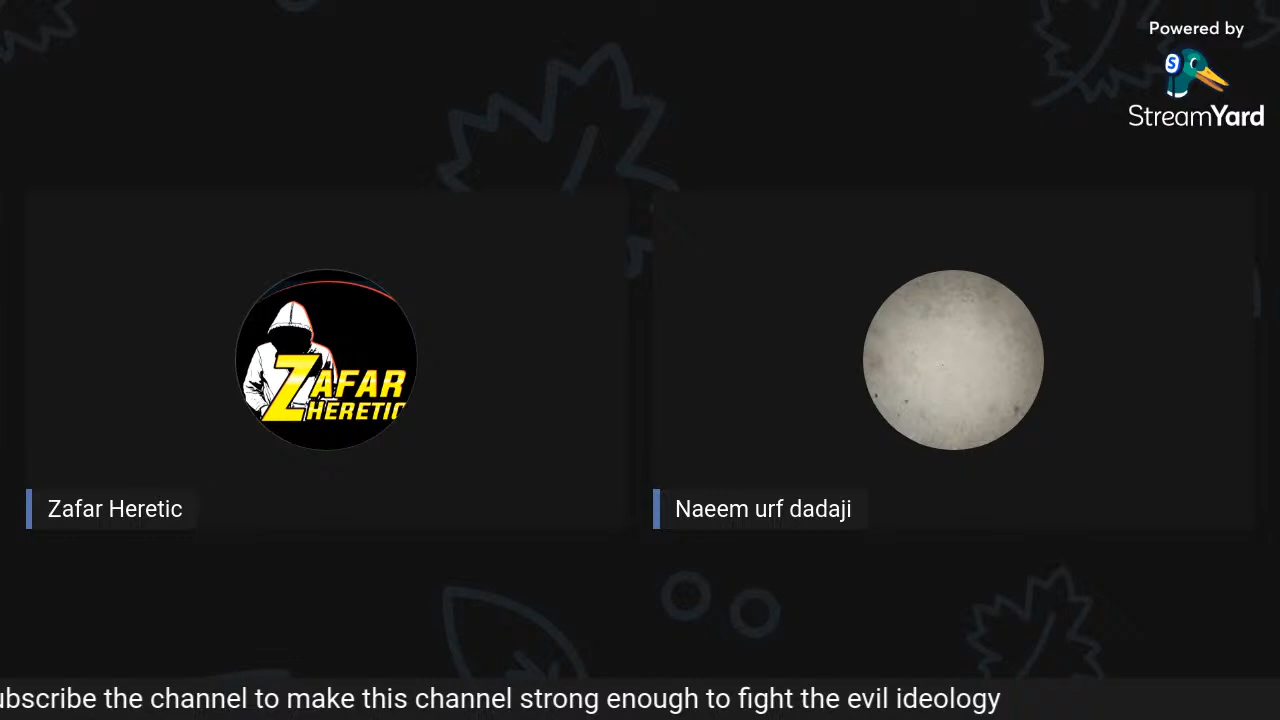 Powered by
S
StreamYard
ZAFAR
HERETIC
Zafar Heretic
Naeem urf dadaji
ubscribe the channel to make this channel strong enough to fight the evil ideology